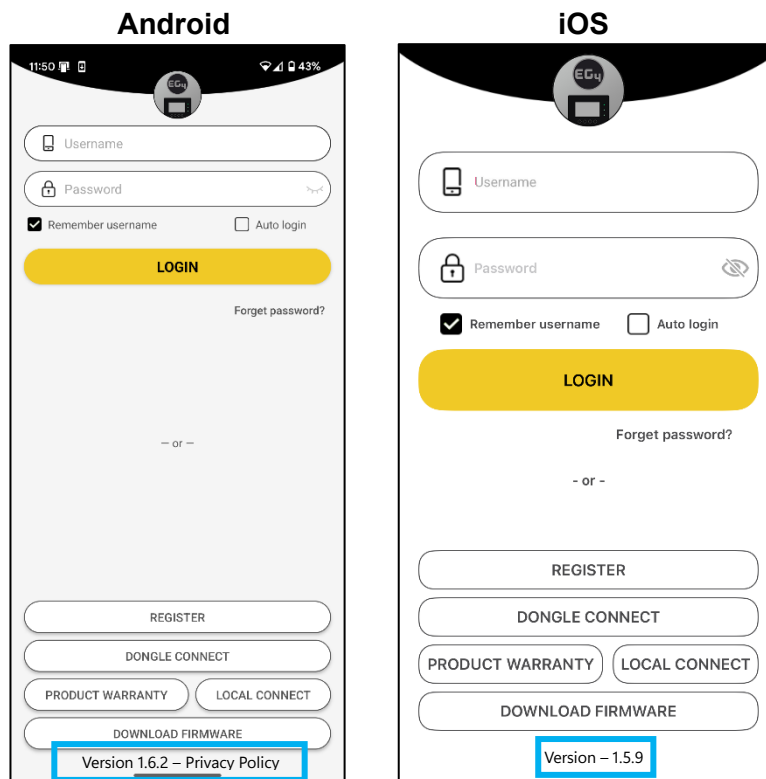 Android
11:50
43%
EG4
Username
Password
Remember username
Auto login
LOGIN
Forget password?
— or —
REGISTER
DONGLE CONNECT
PRODUCT WARRANTY
LOCAL CONNECT
DOWNLOAD FIRMWARE
Version 1.6.2 – Privacy Policy
iOS
EG4
Username
Password
Remember username
Auto login
LOGIN
Forget password?
- or -
REGISTER
DONGLE CONNECT
PRODUCT WARRANTY
LOCAL CONNECT
DOWNLOAD FIRMWARE
Version – 1.5.9